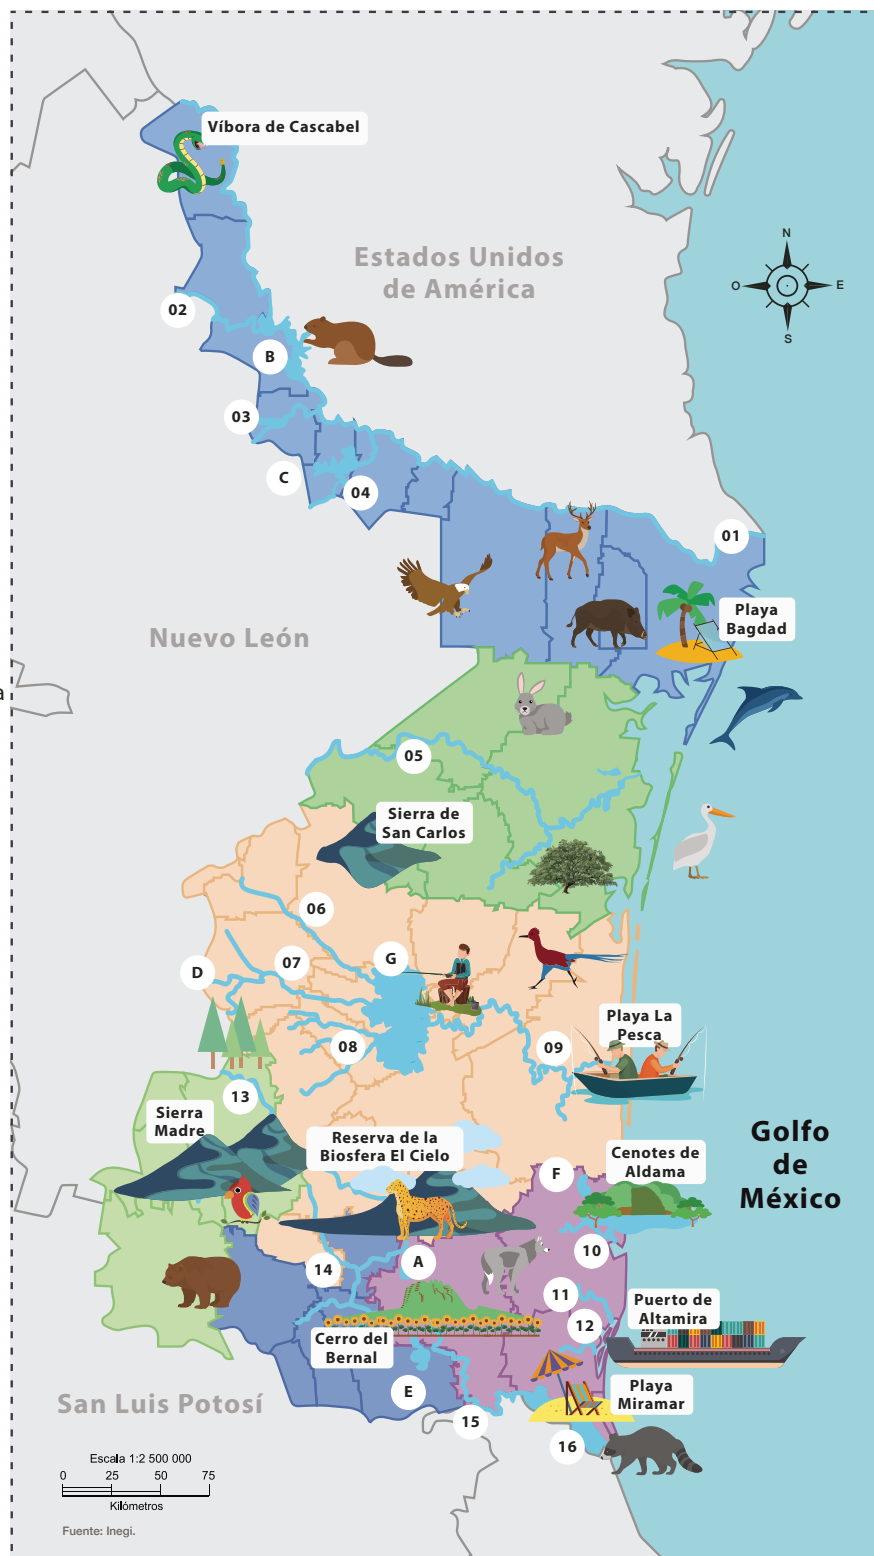 Víbora de Cascabel
Estados Unidos
de América
N
O
E
S
02
B
03
C
04
01
Playa
Bagdad
Nuevo León
a
05
Sierra de
San Carlos
06
G
D
07
Playa La
Pesca
08
09
13
Sierra
Madre
Reserva de la
Biosfera El Cielo
Golfo
de
México
Cenotes de
Aldama
F
10
A
14
11
Puerto de
Altamira
12
Cerro del
Bernal
E
Playa
Miramar
San Luis Potosí
15
16
Escala 1:2 500 000
0 25 50 75
Kilómetros
Fuente: Inegi.